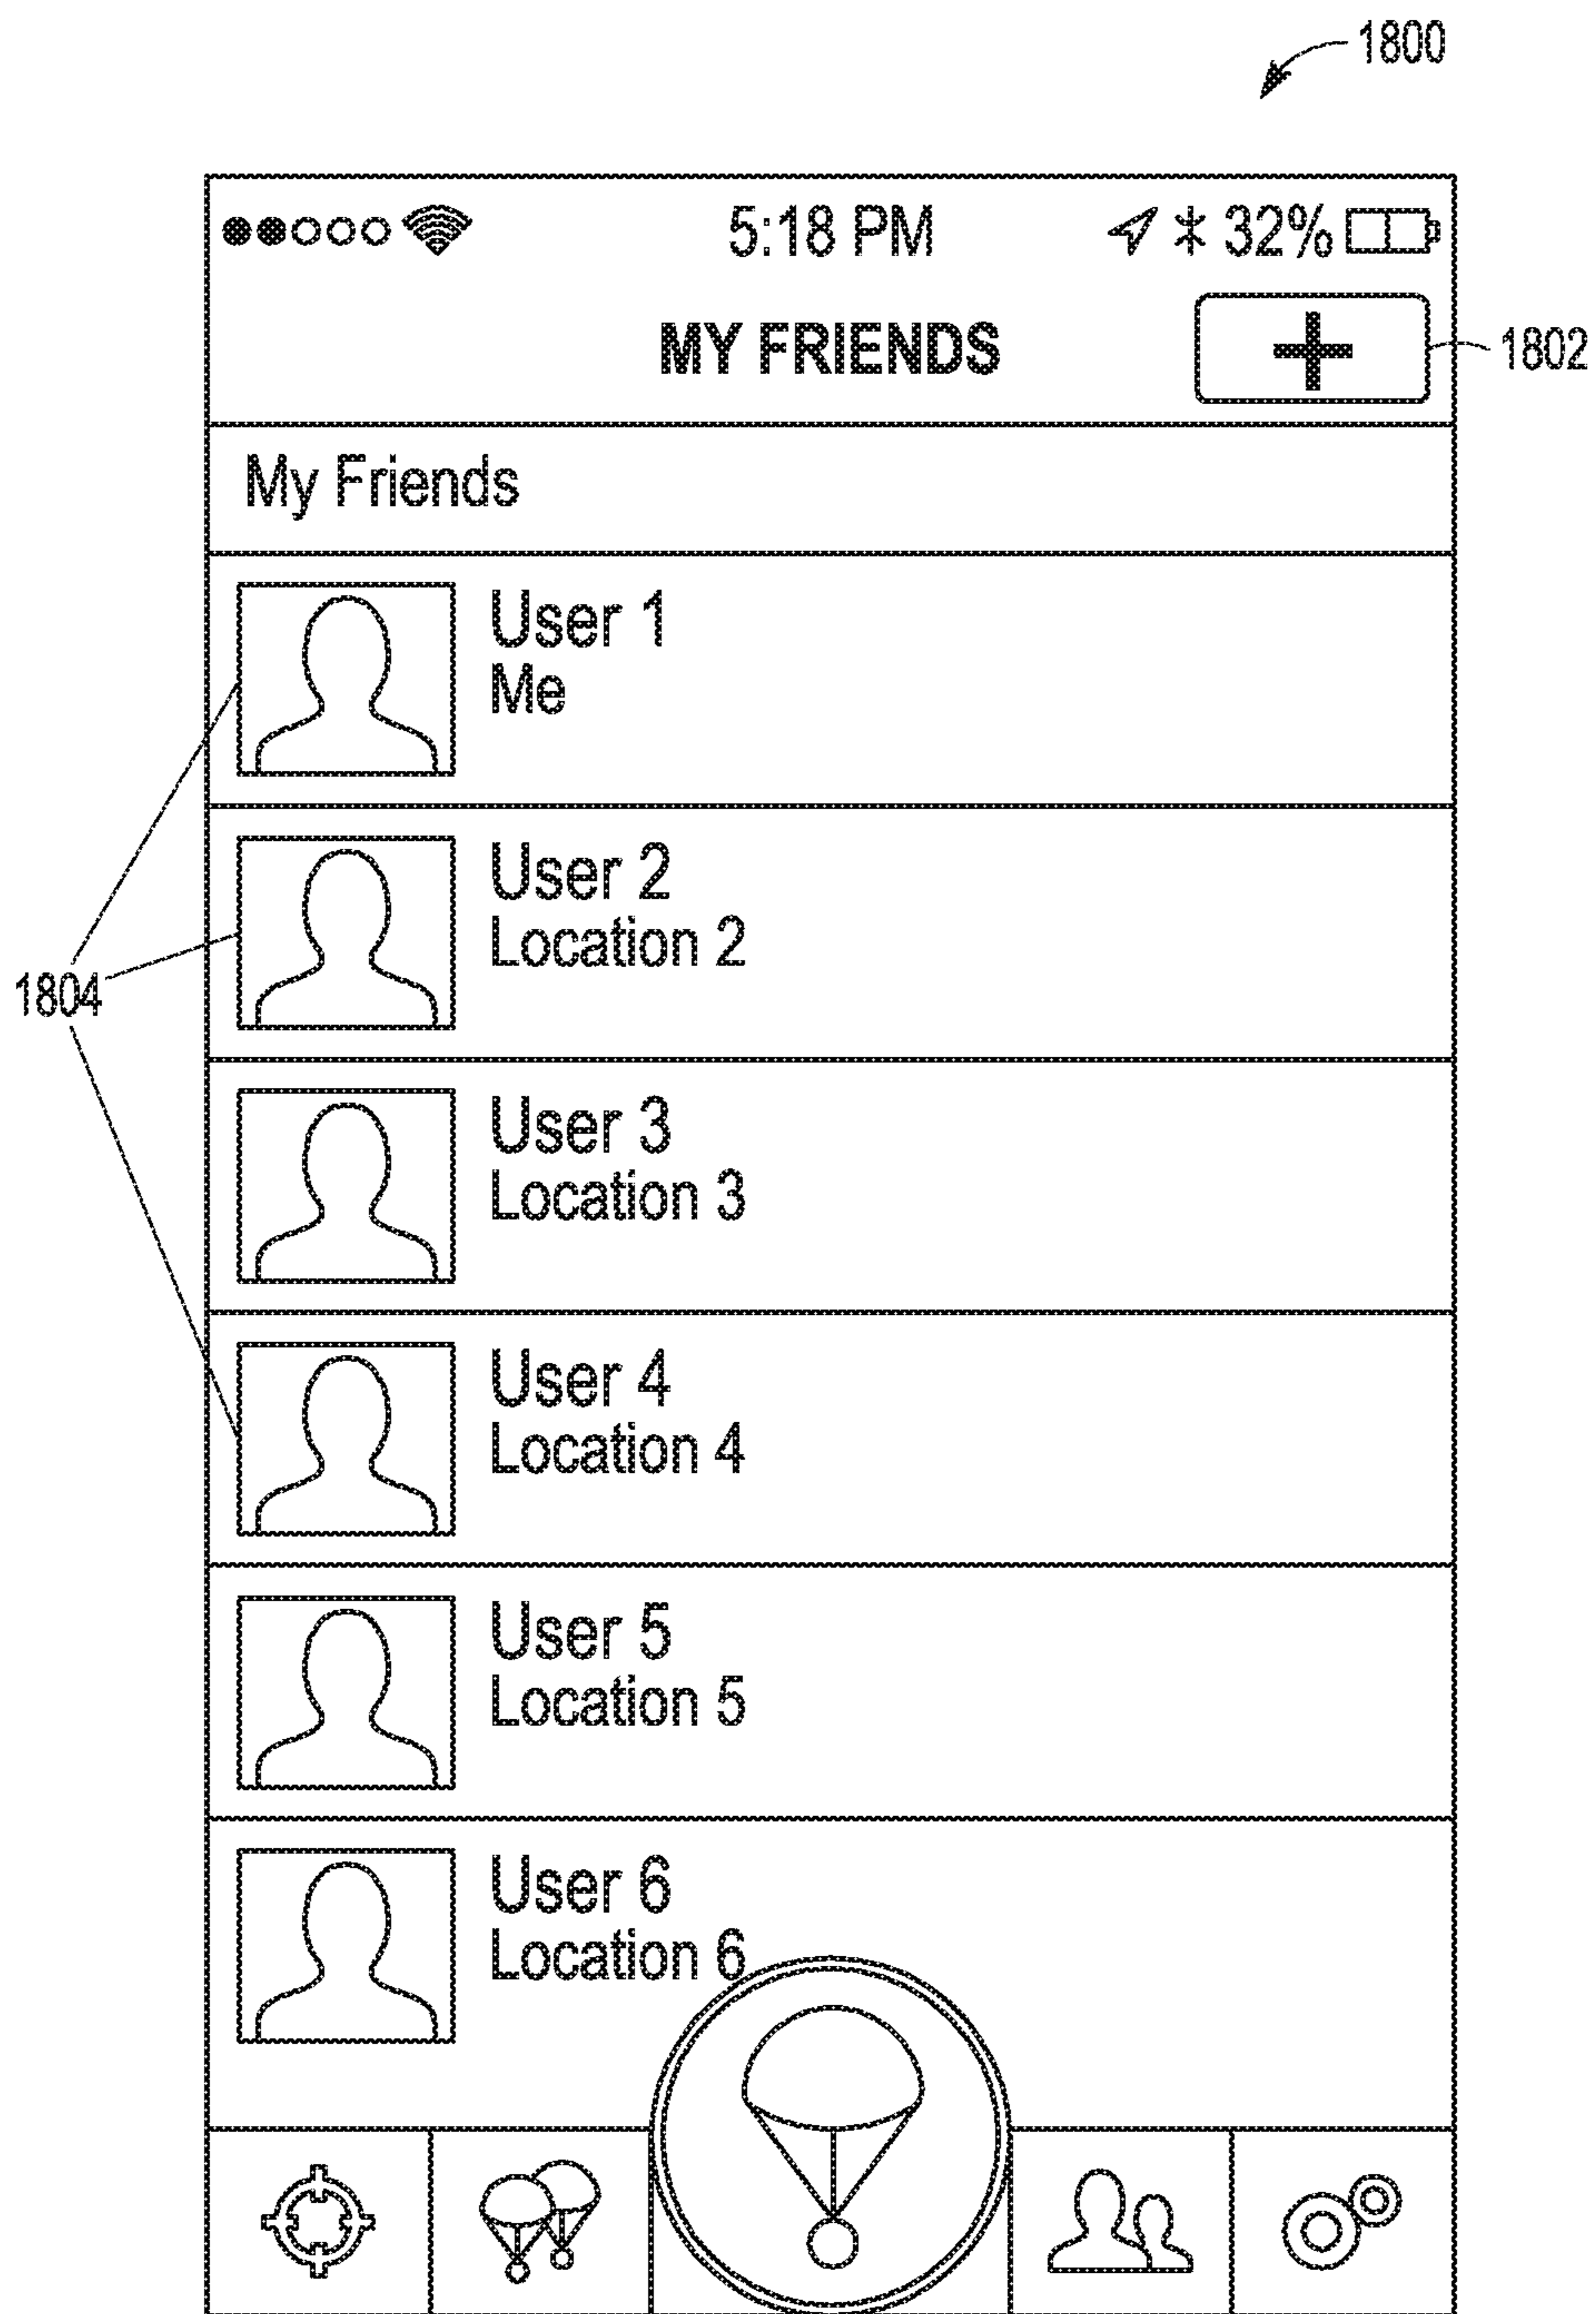 1800
5:18 PM 32%
MY FRIENDS
1802
My Friends
User 1
Me
User 2
Location 2
1804
User 3
Location 3
User 4
Location 4
User 5
Location 5
User 6
Location 6